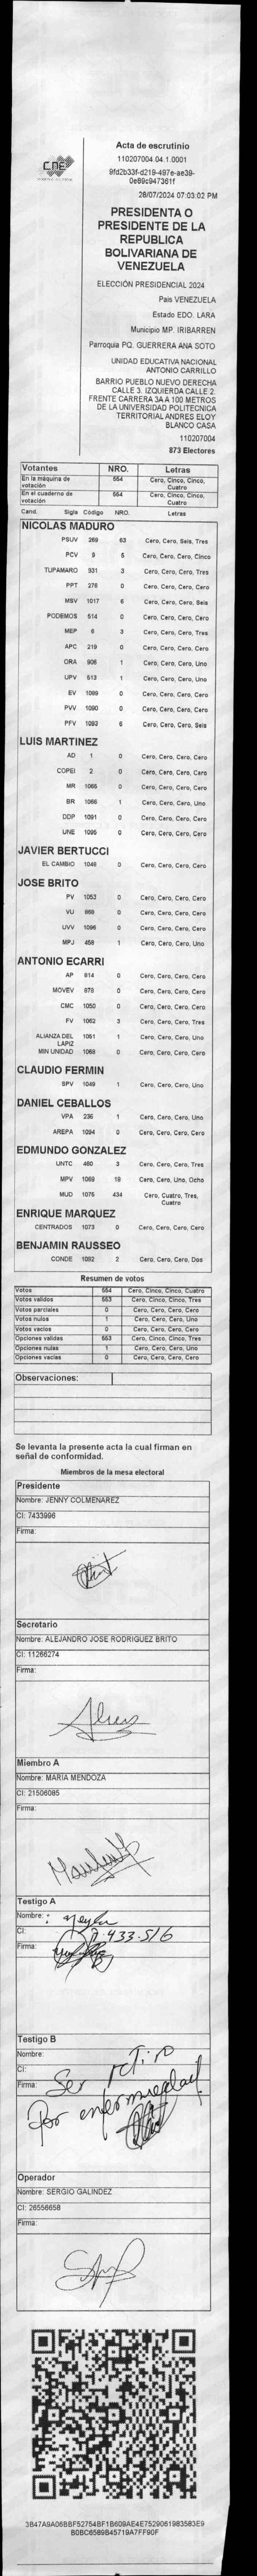 CNE
Acta de escrutinio
110207004.04.1.0001
9fd2b33f-d219-497e-ae39-
0e89c947361f
28/07/2024 07:03:02 PM
PRESIDENTA O
PRESIDENTE DE LA
REPUBLICA
BOLIVARIANA DE
VENEZUELA
ELECCIÓN PRESIDENCIAL 2024
Pais VENEZUELA
Estado EDO. LARA
Municipio MP. IRIBARREN
Parroquia PQ. GUERRERA ANA SOTO
UNIDAD EDUCATIVA NACIONAL
ANTONIO CARRILLO
BARRIO PUEBLO NUEVO DERECHA
CALLE 3. IZQUIERDA CALLE 2.
FRENTE CARRERA 3A A 100 METROS
DE LA UNIVERSIDAD POLITECNICA
TERRITORIAL ANDRES ELOY
BLANCO CASA
110207004
873 Electores
Votantes NRO. Letras
En la máquina de votación 554 Cero, Cinco, Cinco, Cuatro
En el cuaderno de votación 554 Cero, Cinco, Cinco, Cuatro
Cand. Sigla Código NRO. Letras
NICOLAS MADURO
PSUV 269 63 Cero, Cero, Seis, Tres
PCV 9 5 Cero, Cero, Cero, Cinco
TUPAMARO 931 3 Cero, Cero, Cero, Tres
PPT 276 0 Cero, Cero, Cero, Cero
MSV 1017 6 Cero, Cero, Cero, Seis
PODEMOS 514 0 Cero, Cero, Cero, Cero
MEP 6 3 Cero, Cero, Cero, Tres
APC 219 0 Cero, Cero, Cero, Cero
ORA 906 1 Cero, Cero, Cero, Uno
UPV 513 1 Cero, Cero, Cero, Uno
EV 1089 0 Cero, Cero, Cero, Cero
PVV 1090 0 Cero, Cero, Cero, Cero
PFV 1093 6 Cero, Cero, Cero, Seis
LUIS MARTINEZ
AD 1 0 Cero, Cero, Cero, Cero
COPEI 2 0 Cero, Cero, Cero, Cero
MR 1065 0 Cero, Cero, Cero, Cero
BR 1066 1 Cero, Cero, Cero, Uno
DDP 1091 0 Cero, Cero, Cero, Cero
UNE 1095 0 Cero, Cero, Cero, Cero
JAVIER BERTUCCI
EL CAMBIO 1048 0 Cero, Cero, Cero, Cero
JOSE BRITO
PV 1053 0 Cero, Cero, Cero, Cero
VU 868 0 Cero, Cero, Cero, Cero
UVV 1096 0 Cero, Cero, Cero, Cero
MPJ 458 1 Cero, Cero, Cero, Uno
ANTONIO ECARRI
AP 814 0 Cero, Cero, Cero, Cero
MOVEV 878 0 Cero, Cero, Cero, Cero
CMC 1050 0 Cero, Cero, Cero, Cero
FV 1062 3 Cero, Cero, Cero, Tres
ALIANZA DEL LAPIZ 1051 1 Cero, Cero, Cero, Uno
MIN UNIDAD 1068 0 Cero, Cero, Cero, Cero
CLAUDIO FERMIN
SPV 1049 1 Cero, Cero, Cero, Uno
DANIEL CEBALLOS
VPA 236 1 Cero, Cero, Cero, Uno
AREPA 1094 0 Cero, Cero, Cero, Cero
EDMUNDO GONZALEZ
UNTC 460 3 Cero, Cero, Cero, Tres
MPV 1069 18 Cero, Cero, Uno, Ocho
MUD 1075 434 Cero, Cuatro, Tres, Cuatro
ENRIQUE MARQUEZ
CENTRADOS 1073 0 Cero, Cero, Cero, Cero
BENJAMIN RAUSSEO
CONDE 1092 2 Cero, Cero, Cero, Dos
Resumen de votos
Votos 554 Cero, Cinco, Cinco, Cuatro
Votos validos 553 Cero, Cinco, Cinco, Tres
Votos parciales 0 Cero, Cero, Cero, Cero
Votos nulos 1 Cero, Cero, Cero, Uno
Votos vacios 0 Cero, Cero, Cero, Cero
Opciones validas 553 Cero, Cinco, Cinco, Tres
Opciones nulas 1 Cero, Cero, Cero, Uno
Opciones vacias 0 Cero, Cero, Cero, Cero
Observaciones:
Se levanta la presente acta la cual firman en
señal de conformidad.
Miembros de la mesa electoral
Presidente
Nombre: JENNY COLMENAREZ
CI: 7433996
Firma:
Secretario
Nombre: ALEJANDRO JOSE RODRIGUEZ BRITO
CI: 11266274
Firma:
Miembro A
Nombre: MARIA MENDOZA
CI: 21506085
Firma:
Testigo A
Nombre:
CI: 7.433.516
Firma:
Testigo B
Nombre:
CI:
Firma:
Ser retiro
Por enfermedad
Operador
Nombre: SERGIO GALINDEZ
CI: 26556658
Firma:
3B47A9A06BBF52754BF1B609AE4E7529061983583E9
B0BC6589B45719A7FF90F